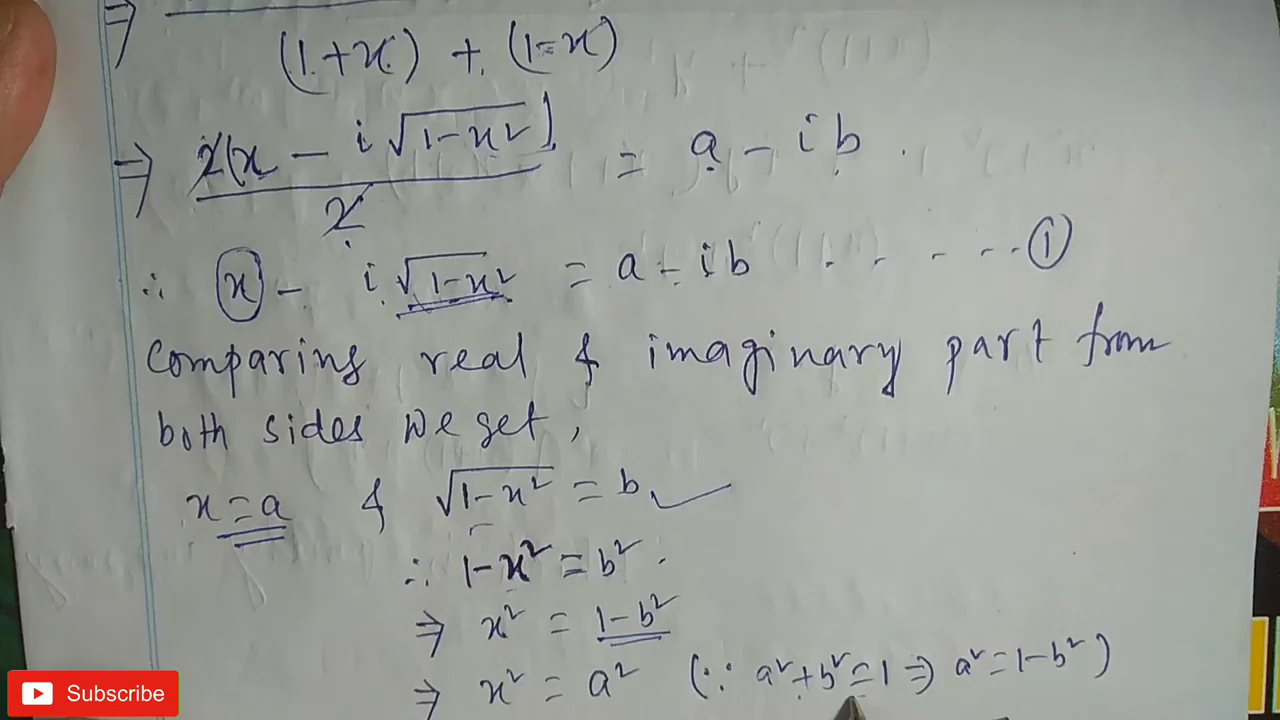 ⇒
(1+x) + (1-x)
⇒ 2(x - i√(1-x²)) / 2 = a - ib .
∴ x - i√(1-x²) = a - ib . . . . . . ①
comparing real & imaginary part from
both sides we get,
x = a & √(1-x²) = b
∴ 1-x² = b² .
⇒ x² = 1-b²
⇒ x² = a² (∵ a²+b²=1 ⇒ a²=1-b²)
Subscribe